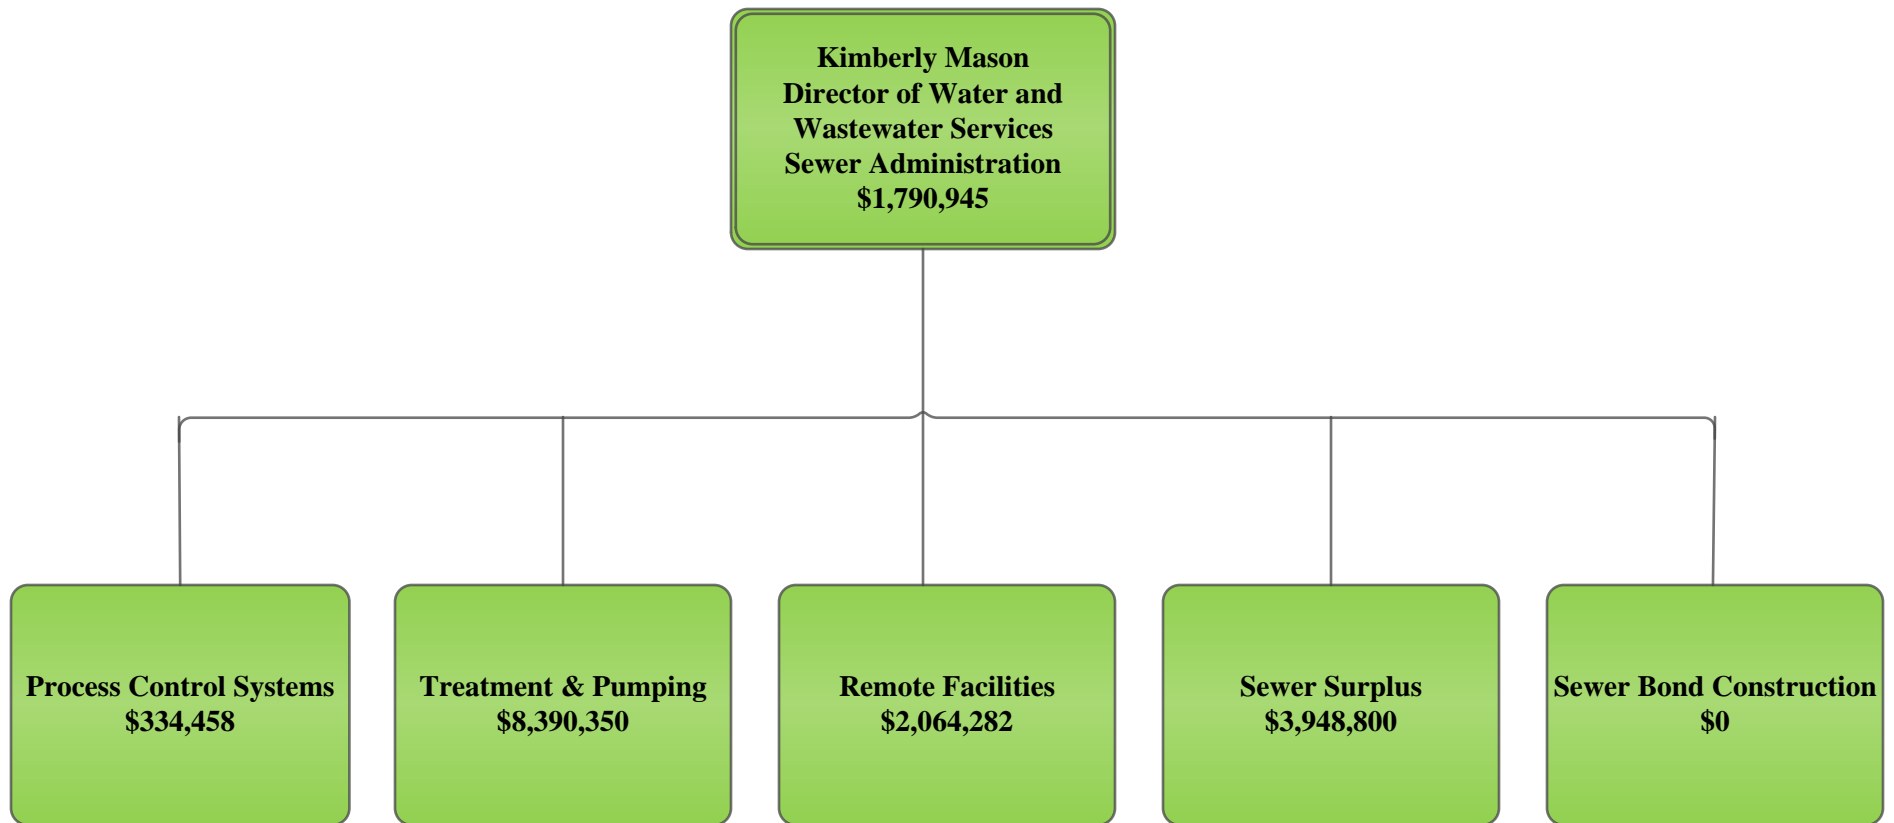 Kimberly Mason
Director of Water and
Wastewater Services
Sewer Administration
$1,790,945
Process Control Systems
$334,458
Treatment & Pumping
$8,390,350
Remote Facilities
$2,064,282
Sewer Surplus
$3,948,800
Sewer Bond Construction
$0